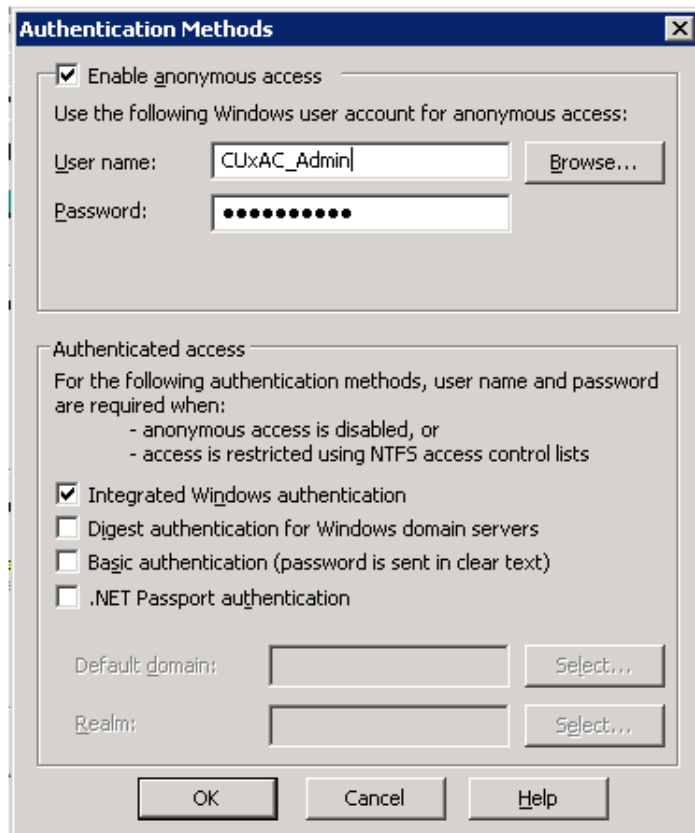 Authentication Methods
Enable anonymous access
Use the following Windows user account for anonymous access:
User name: CUxAC_Admin Browse...
Password: ●●●●●●●●●●
Authenticated access
For the following authentication methods, user name and password
are required when:
- anonymous access is disabled, or
- access is restricted using NTFS access control lists
Integrated Windows authentication
Digest authentication for Windows domain servers
Basic authentication (password is sent in clear text)
.NET Passport authentication
Default domain: Select...
Realm: Select...
OK Cancel Help